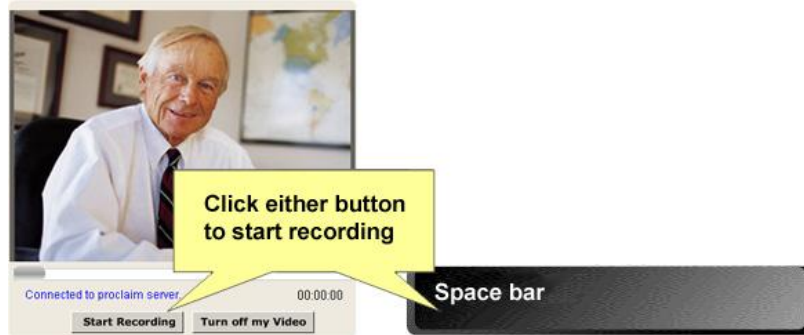 Click either button
to start recording
Connected to proclaim server.
00:00:00
Space bar
Start Recording
Turn off my Video